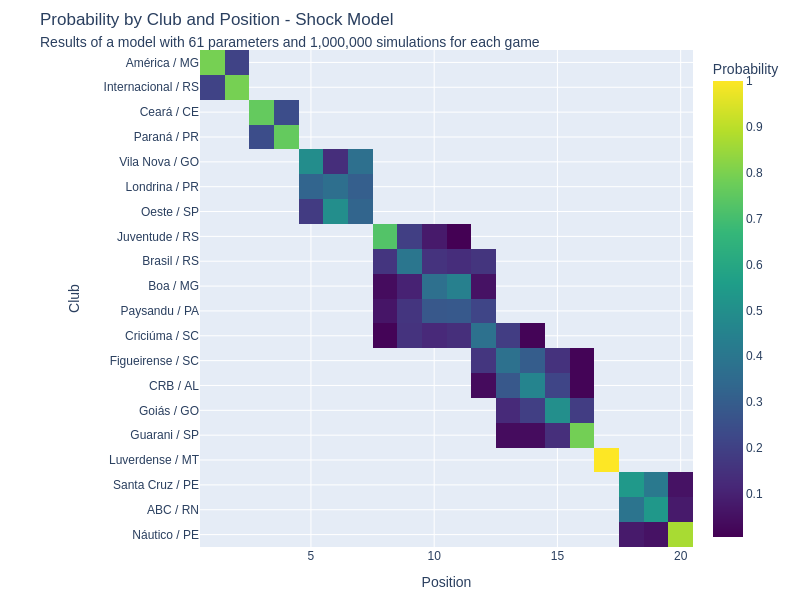 Probability by Club and Position - Shock Model
Results of a model with 61 parameters and 1,000,000 simulations for each game
Probability
América / MG
Internacional / RS
Ceará / CE
Paraná / PR
Vila Nova / GO
Londrina / PR
Oeste / SP
Juventude / RS
Brasil / RS
Boa / MG
Paysandu / PA
Criciúma / SC
Figueirense / SC
CRB / AL
Goiás / GO
Guarani / SP
Luverdense / MT
Santa Cruz / PE
ABC / RN
Náutico / PE
Club
5
10
15
20
Position
1
0.9
0.8
0.7
0.6
0.5
0.4
0.3
0.2
0.1